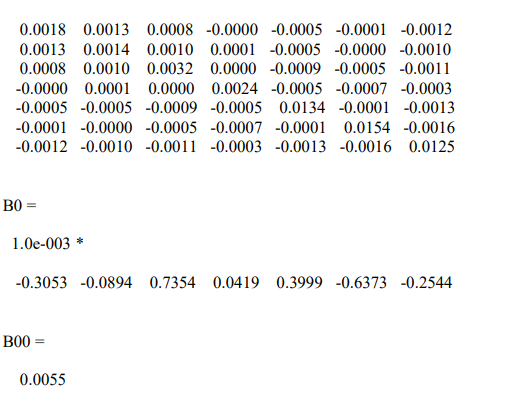 0.0018 0.0013 0.0008 -0.0000 -0.0005 -0.0001 -0.0012
0.0013 0.0014 0.0010 0.0001 -0.0005 -0.0000 -0.0010
0.0008 0.0010 0.0032 0.0000 -0.0009 -0.0005 -0.0011
-0.0000 0.0001 0.0000 0.0024 -0.0005 -0.0007 -0.0003
-0.0005 -0.0005 -0.0009 -0.0005 0.0134 -0.0001 -0.0013
-0.0001 -0.0000 -0.0005 -0.0007 -0.0001 0.0154 -0.0016
-0.0012 -0.0010 -0.0011 -0.0003 -0.0013 -0.0016 0.0125
B0 =
1.0e-003 *
-0.3053 -0.0894 0.7354 0.0419 0.3999 -0.6373 -0.2544
B00 =
0.0055